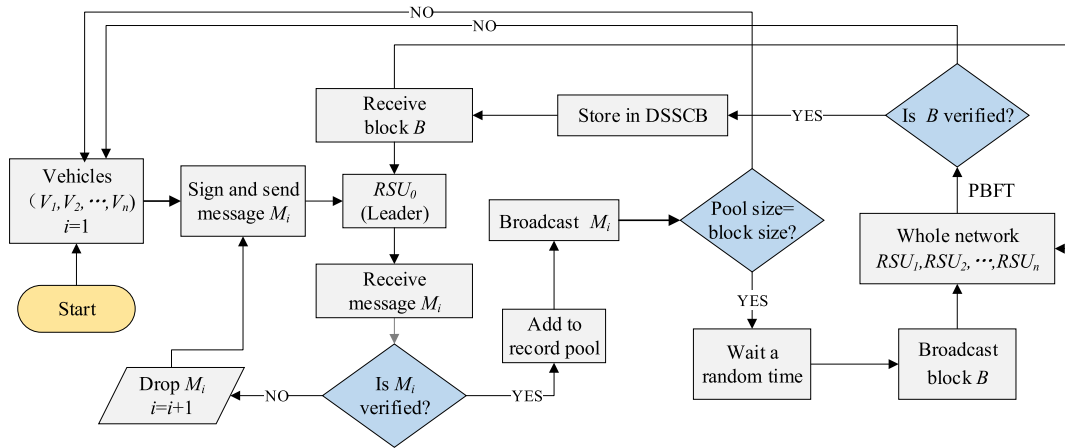 NO
NO
Receive
block B
Store in DSSCB
YES
Is B verified?
Vehicles
(V1,V2,⋯,Vn)
i=1
Sign and send
message Mi
RSU0
(Leader)
Broadcast Mi
Pool size=
block size?
PBFT
Whole network
RSU1,RSU2,⋯,RSUn
Start
Receive
message Mi
YES
Add to
record pool
Wait a
random time
Broadcast
block B
Drop Mi
i=i+1
NO
Is Mi
verified?
YES